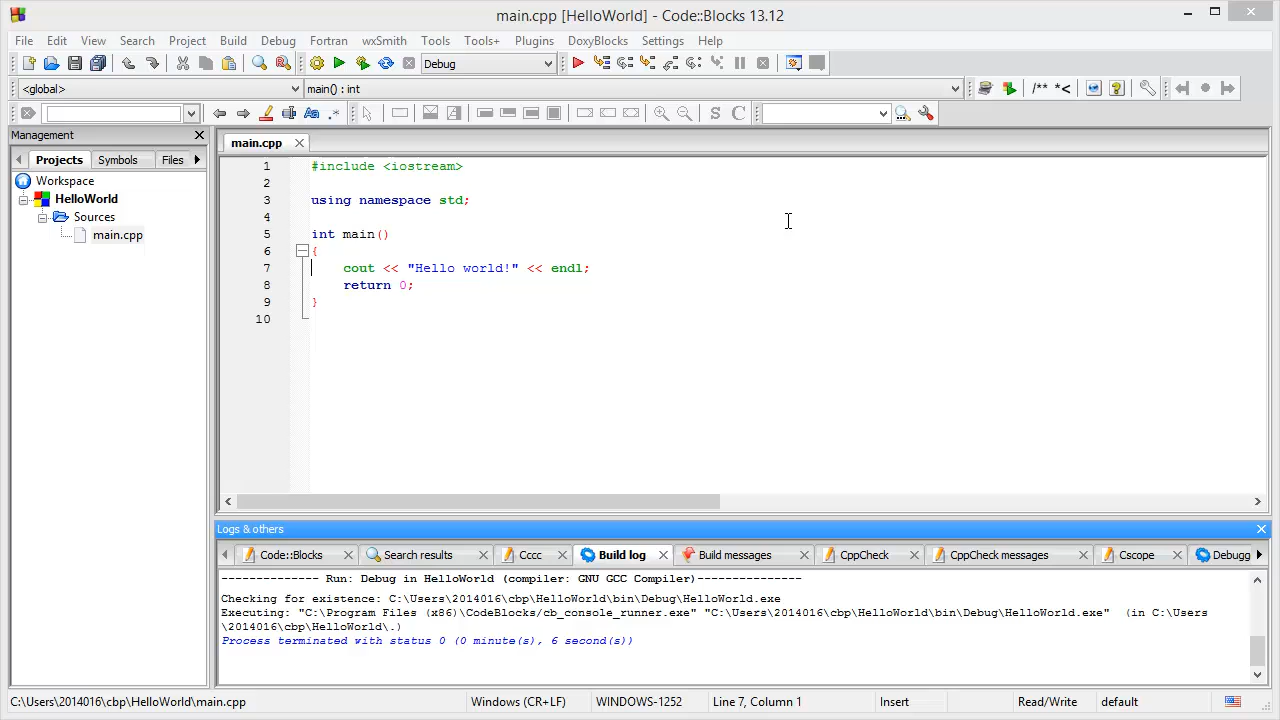 main.cpp [HelloWorld] - Code::Blocks 13.12
File Edit View Search Project Build Debug Fortran wxSmith Tools Tools+ Plugins DoxyBlocks Settings Help
Debug
<global> main() : int
/** *<
Management
Projects Symbols Files
Workspace
HelloWorld
Sources
main.cpp
main.cpp
1 #include <iostream>
2
3 using namespace std;
4
5 int main()
6 {
7 cout << "Hello world!" << endl;
8 return 0;
9 }
10
Logs & others
Code::Blocks Search results Cccc Build log Build messages CppCheck CppCheck messages Cscope Debugg
-------------- Run: Debug in HelloWorld (compiler: GNU GCC Compiler)---------------
Checking for existence: C:\Users\2014016\cbp\HelloWorld\bin\Debug\HelloWorld.exe
Executing: "C:\Program Files (x86)\CodeBlocks/cb_console_runner.exe" "C:\Users\2014016\cbp\HelloWorld\bin\Debug\HelloWorld.exe"  (in C:\Users
\2014016\cbp\HelloWorld\.)
Process terminated with status 0 (0 minute(s), 6 second(s))
C:\Users\2014016\cbp\HelloWorld\main.cpp Windows (CR+LF) WINDOWS-1252 Line 7, Column 1 Insert Read/Write default